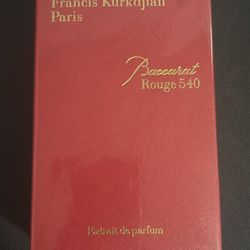 Francis Kurkdjian
Paris
Baccarat
Rouge 540
Extrait de parfum